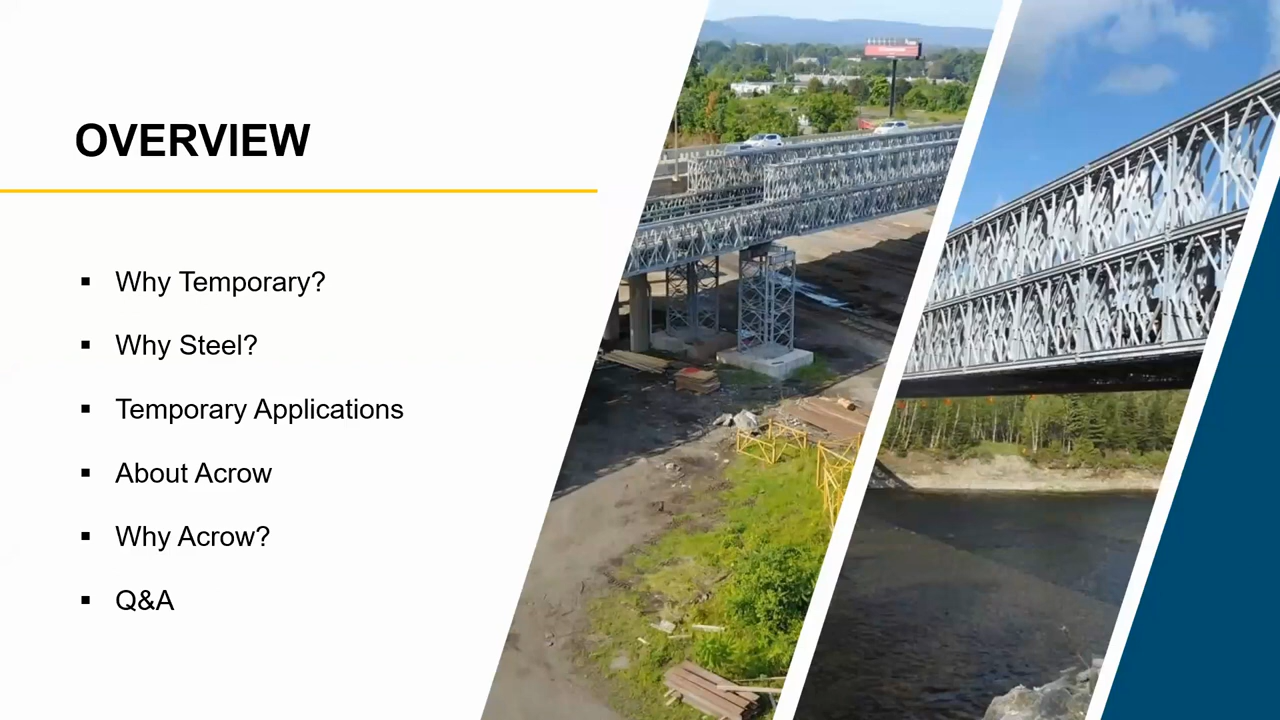 OVERVIEW
Why Temporary?
Why Steel?
Temporary Applications
About Acrow
Why Acrow?
Q&A